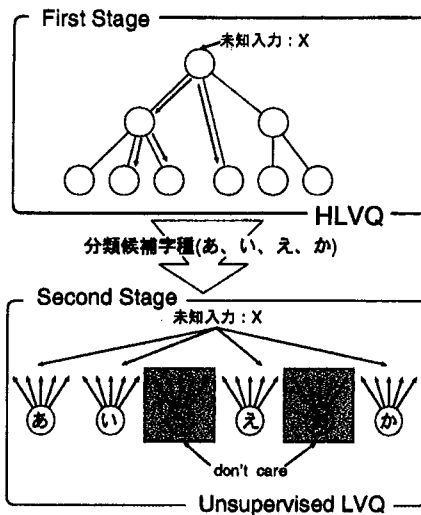 First Stage
未知入力：X
HLVQ
分類候補字種(あ、い、え、か)
Second Stage
未知入力：X
あ い え か
don't care
Unsupervised LVQ